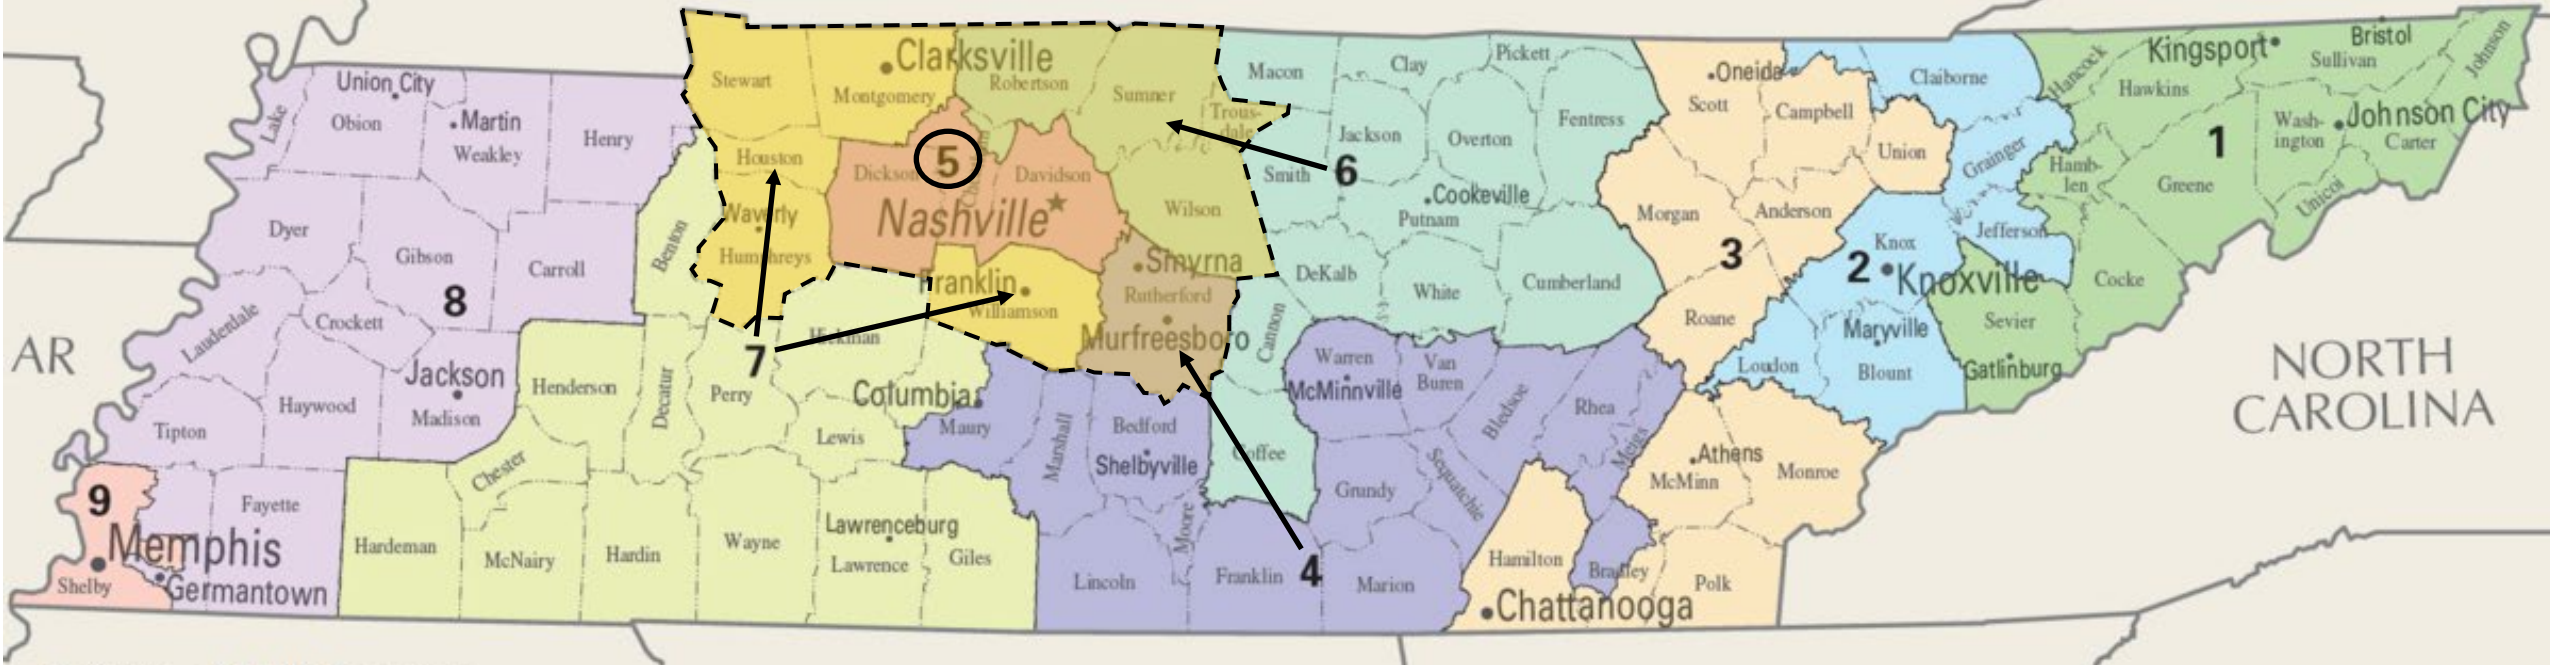 Union City
Lake
Obion
Martin
Weakley
Henry
Dyer
Gibson
Carroll
8
Lauderdale
Crockett
Jackson
Madison
Haywood
Tipton
AR
9
Memphis
Shelby
Germantown
Fayette
Benton
Henderson
Decatur
Perry
Chester
Hardeman
McNairy
Hardin
Wayne
Lawrenceburg
Lawrence
Giles
Lewis
Hickman
7
Columbia
Stewart
Clarksville
Montgomery
Robertson
Sumner
Trous-
dale
Houston
Waverly
Humphreys
Dickson
5
Davidson
Nashville
Wilson
Franklin
Williamson
Smyrna
Rutherford
Murfreesboro
Maury
Marshall
Bedford
Shelbyville
Moore
Lincoln
Franklin
4
Marion
Coffee
Cannon
Macon
Clay
Pickett
Jackson
Overton
Fentress
Smith
6
Cookeville
Putnam
DeKalb
White
Cumberland
Warren
McMinnville
Van
Buren
Bledsoe
Rhea
Meigs
Grundy
Sequatchie
Hamilton
Bradley
Chattanooga
Polk
Athens
McMinn
Monroe
Oneida
Scott
Campbell
Union
Morgan
Anderson
3
Roane
Claiborne
Grainger
Jefferson
Knox
2
Knoxville
Maryville
Loudon
Blount
Sevier
Gatlinburg
Cocke
Hancock
Kingsport
Hawkins
Bristol
Sullivan
Johnson
Hamb-
len
Greene
1
Wash-
ington
Johnson City
Carter
Unicoi
NORTH
CAROLINA